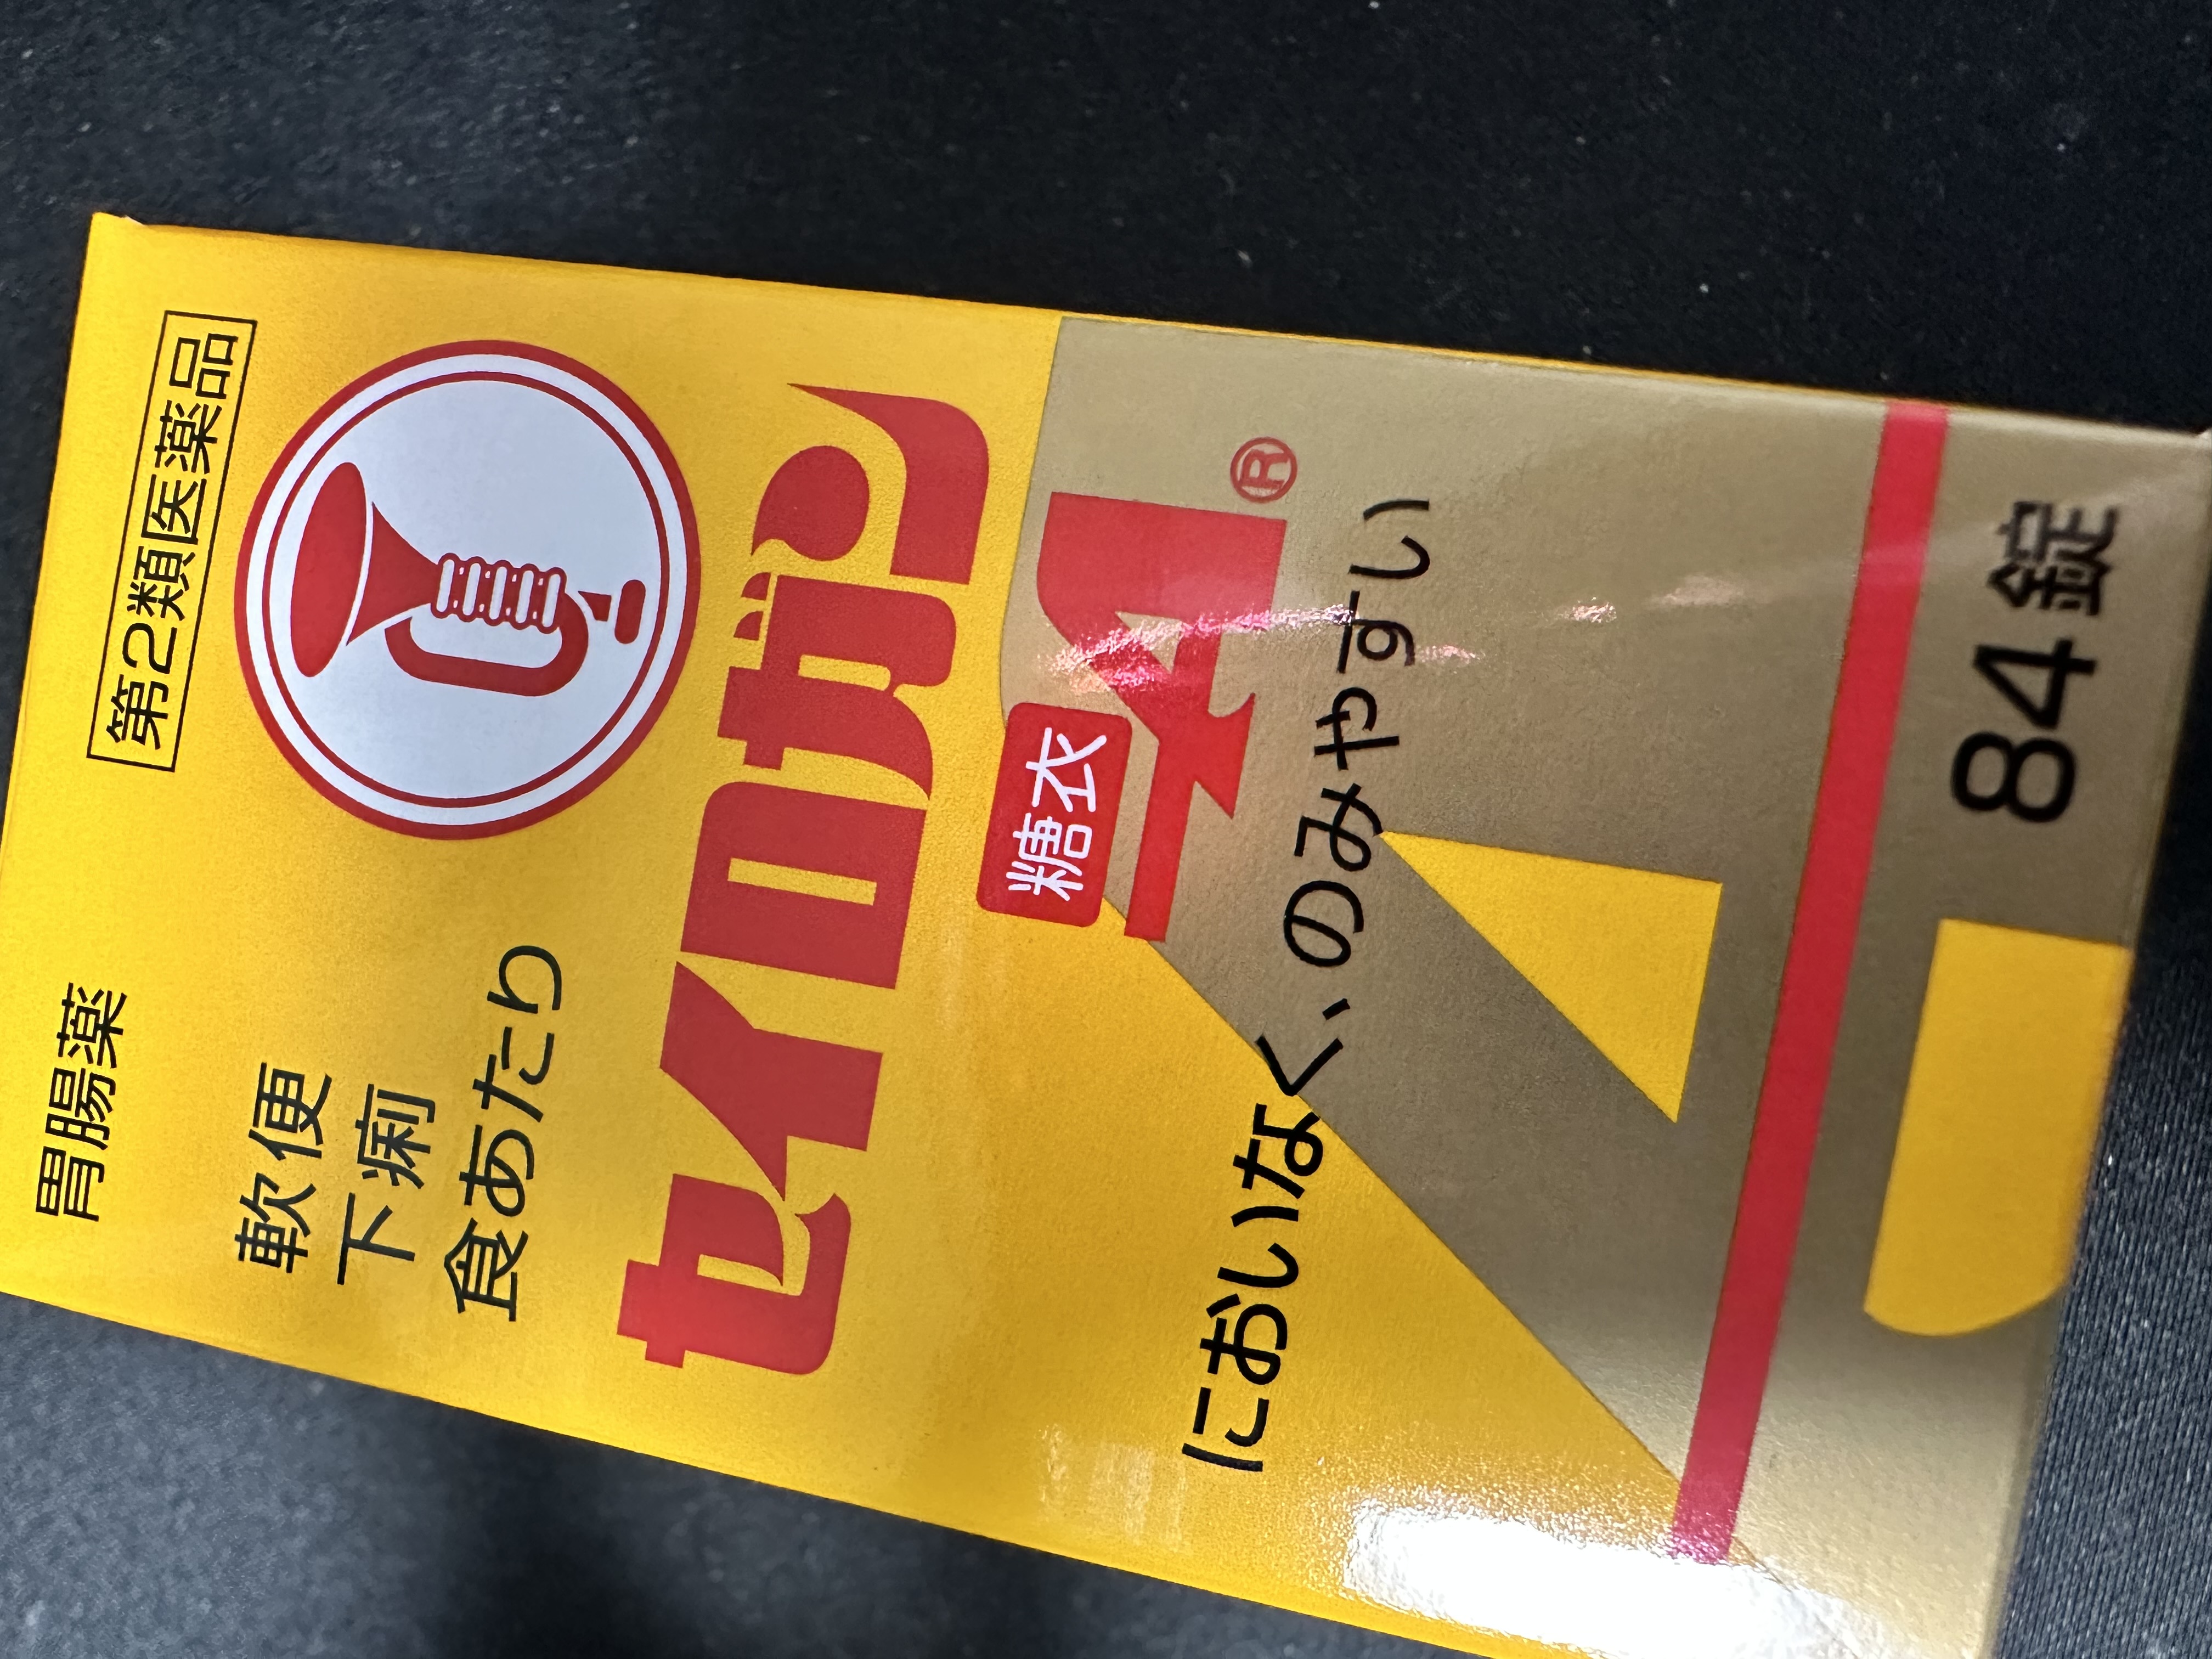 胃腸薬
第2類医薬品
軟便
下痢
食あたり
セイロガン
糖衣
A®
においなく、のみやすい
84錠